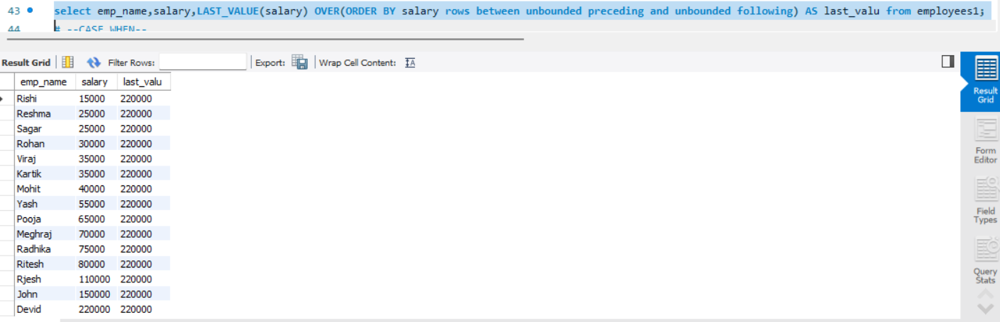 43 select emp_name,salary,LAST_VALUE(salary) OVER(ORDER BY salary rows between unbounded preceding and unbounded following) AS last_valu from employees1;
44 # --CASE WHEN--
Result Grid Filter Rows: Export: Wrap Cell Content:
emp_name salary last_valu
Rishi 15000 220000
Reshma 25000 220000
Sagar 25000 220000
Rohan 30000 220000
Viraj 35000 220000
Kartik 35000 220000
Mohit 40000 220000
Yash 55000 220000
Pooja 65000 220000
Meghraj 70000 220000
Radhika 75000 220000
Ritesh 80000 220000
Rjesh 110000 220000
John 150000 220000
Devid 220000 220000
Result
Grid
Form
Editor
Field
Types
Query
Stats